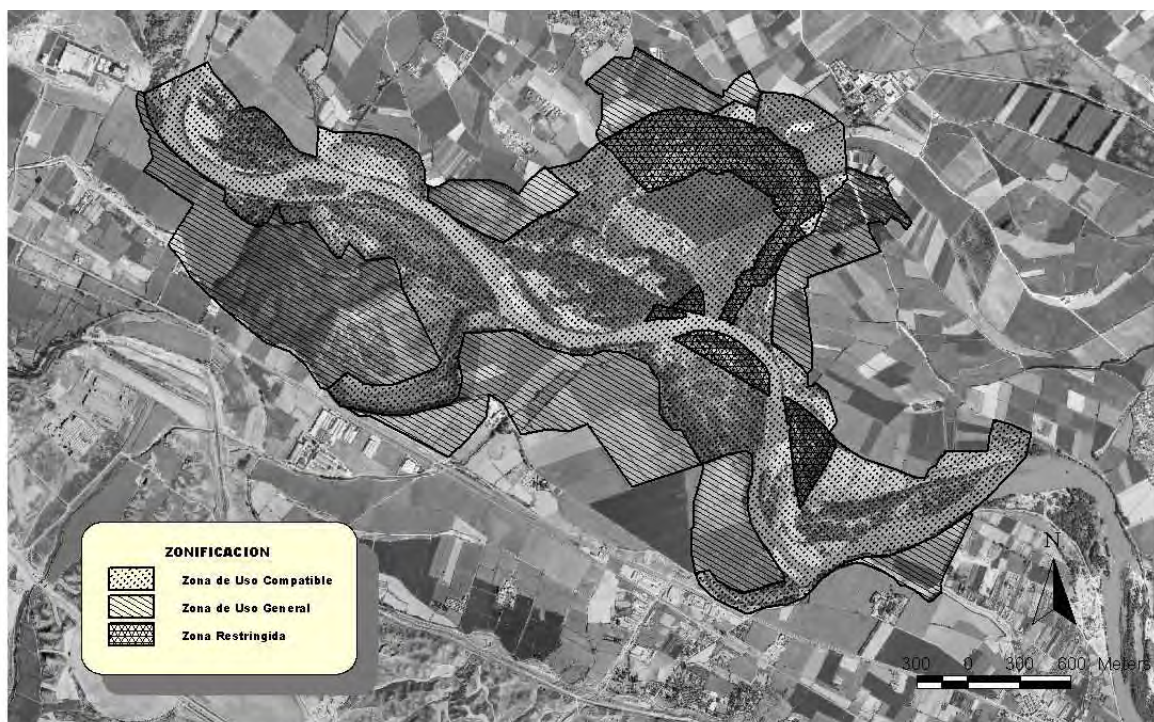 ZONIFICACION
Zona de Uso Compatible
Zona de Uso General
Zona Restringida
N
300 0 300 600 Meters